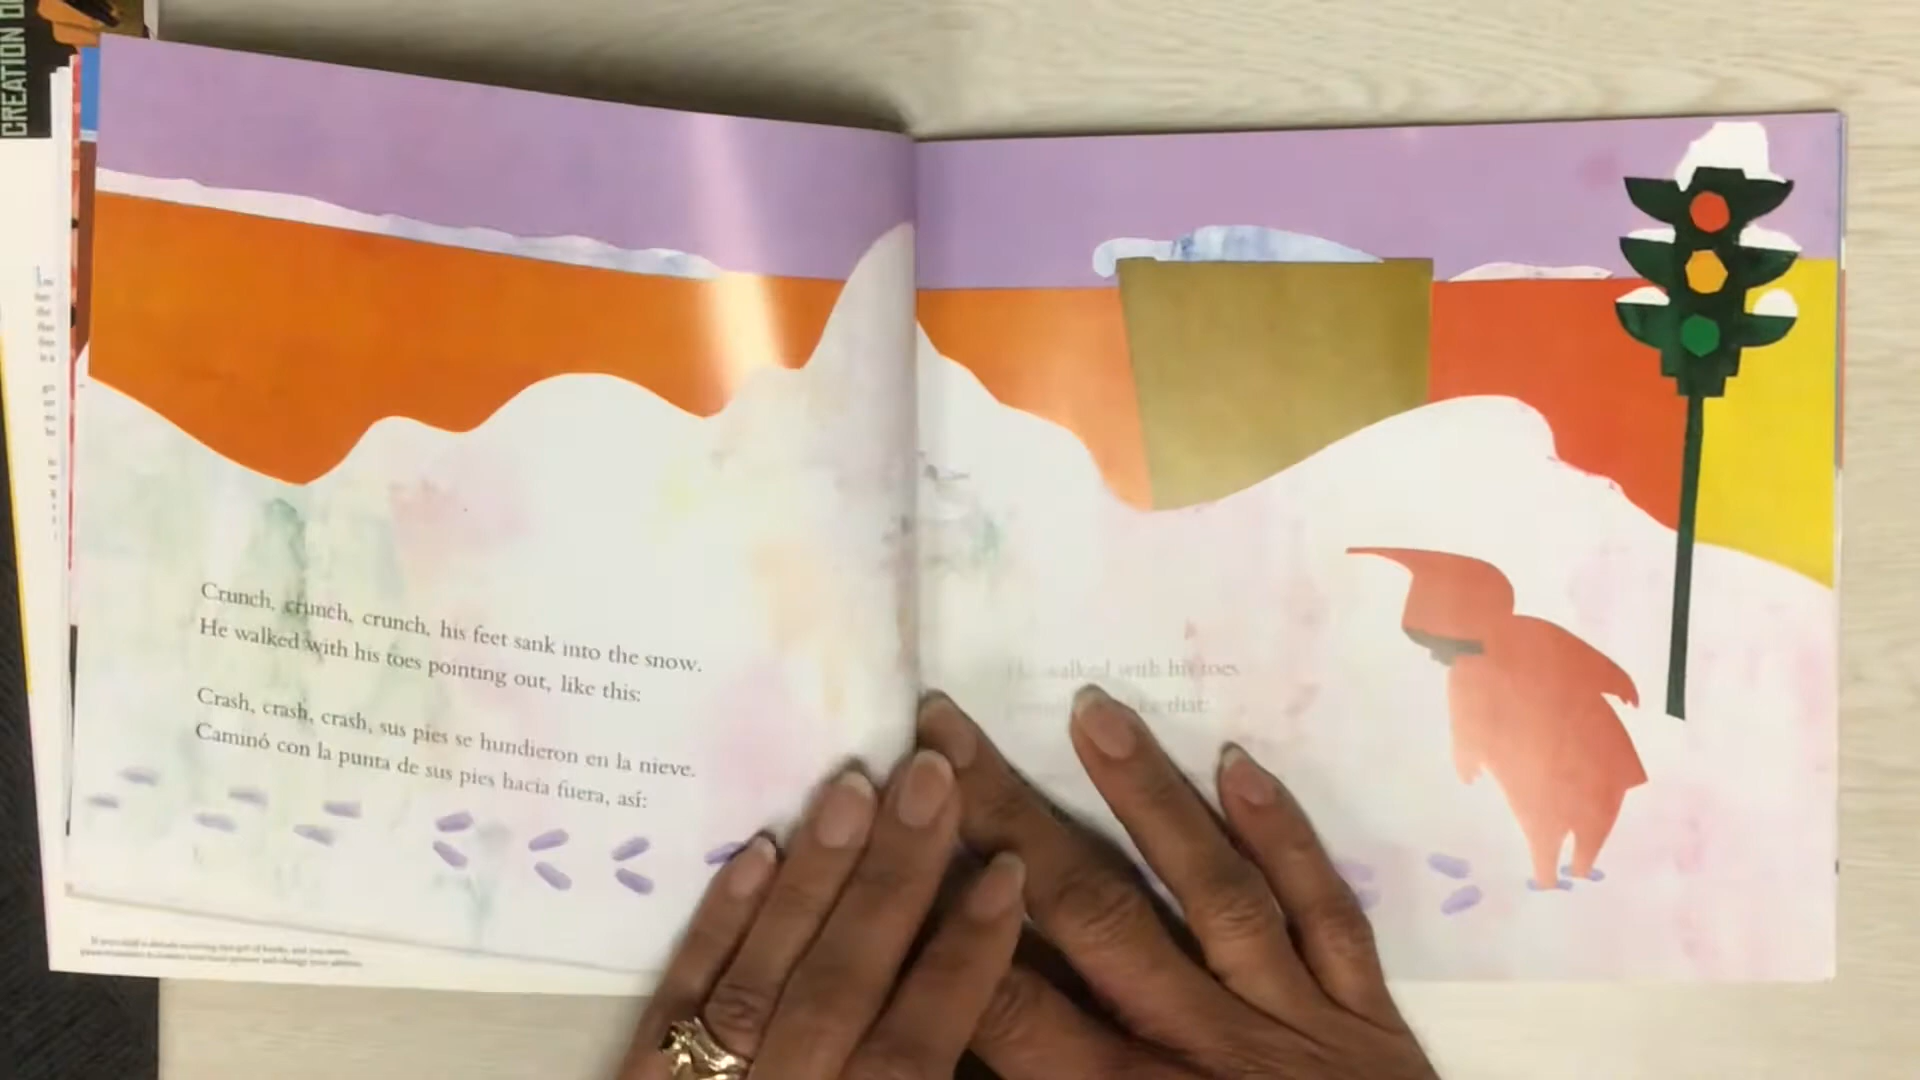 CREATION
Crunch, crunch, crunch, his feet sank into the snow.
He walked with his toes pointing out, like this:
Crash, crash, crash, sus pies se hundieron en la nieve.
Caminó con la punta de sus pies hacia fuera, así:
He walked with his toes
like that: